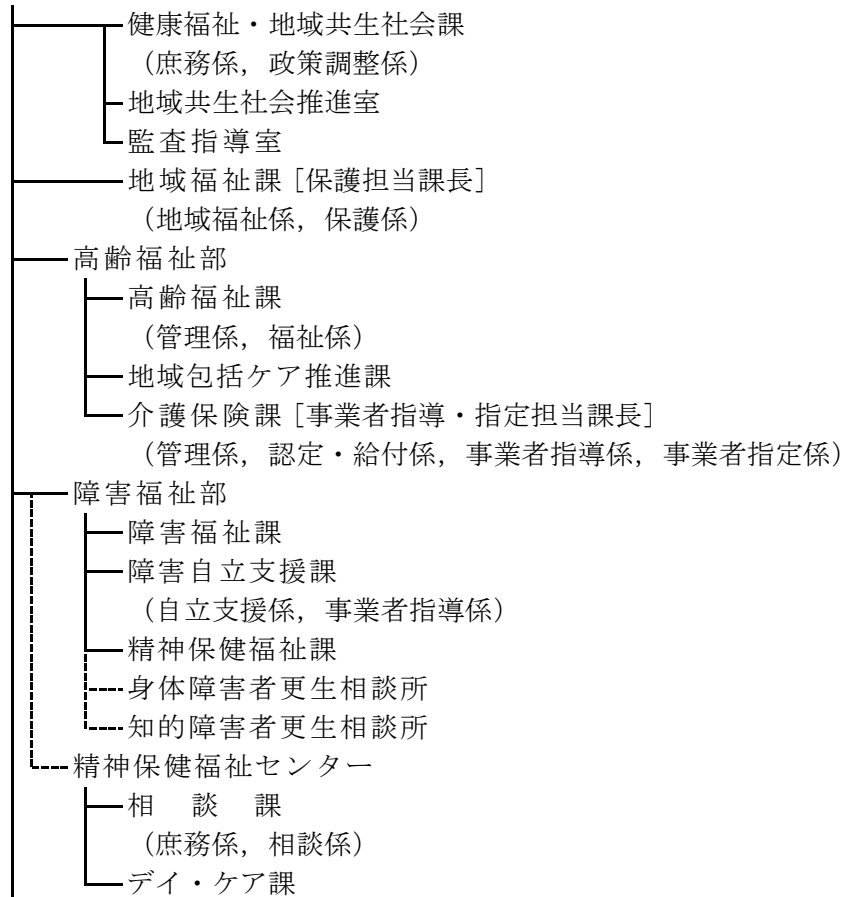 健康福祉・地域共生社会課
（庶務係，政策調整係）
地域共生社会推進室
監査指導室
地域福祉課［保護担当課長］
（地域福祉係，保護係）
高齢福祉部
高齢福祉課
（管理係，福祉係）
地域包括ケア推進課
介護保険課［事業者指導・指定担当課長］
（管理係，認定・給付係，事業者指導係，事業者指定係）
障害福祉部
障害福祉課
障害自立支援課
（自立支援係，事業者指導係）
精神保健福祉課
身体障害者更生相談所
知的障害者更生相談所
精神保健福祉センター
相　談　課
（庶務係，相談係）
デイ・ケア課